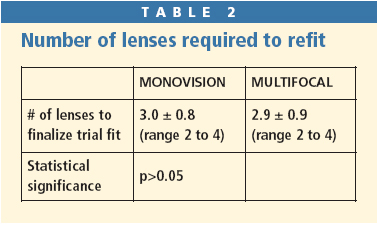 TABLE 2
Number of lenses required to refit
MONOVISION MULTIFOCAL
# of lenses to 3.0 ± 0.8 2.9 ± 0.9
finalize trial fit (range 2 to 4) (range 2 to 4)
Statistical
significance p>0.05